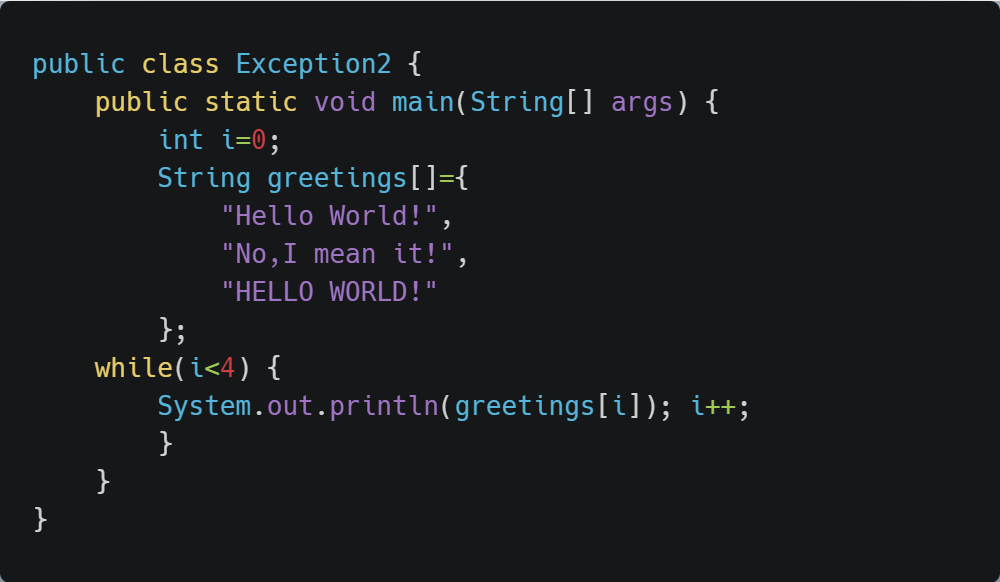 public class Exception2 {
    public static void main(String[] args) {
        int i=0;
        String greetings[]={
            "Hello World!",
            "No,I mean it!",
            "HELLO WORLD!"
        };
    while(i<4) {
        System.out.println(greetings[i]); i++;
        }
    }
}